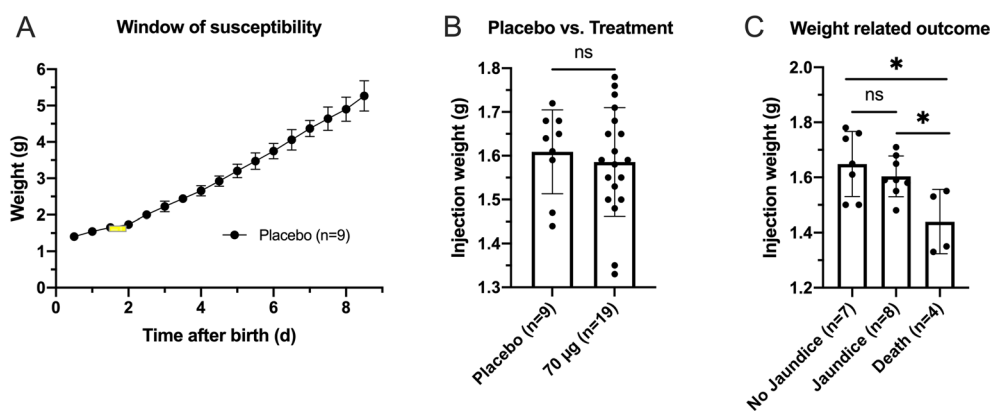 A
Window of susceptibility
Weight (g)
6
5
4
3
2
1
0
Placebo (n=9)
0
2
4
6
8
Time after birth (d)
B
Placebo vs. Treatment
ns
Injection weight (g)
1.8
1.7
1.6
1.5
1.4
1.3
Placebo (n=9)
70 μg (n=19)
C
Weight related outcome
*
ns
*
Injection weight (g)
2.0
1.8
1.6
1.4
1.2
No Jaundice (n=7)
Jaundice (n=8)
Death (n=4)